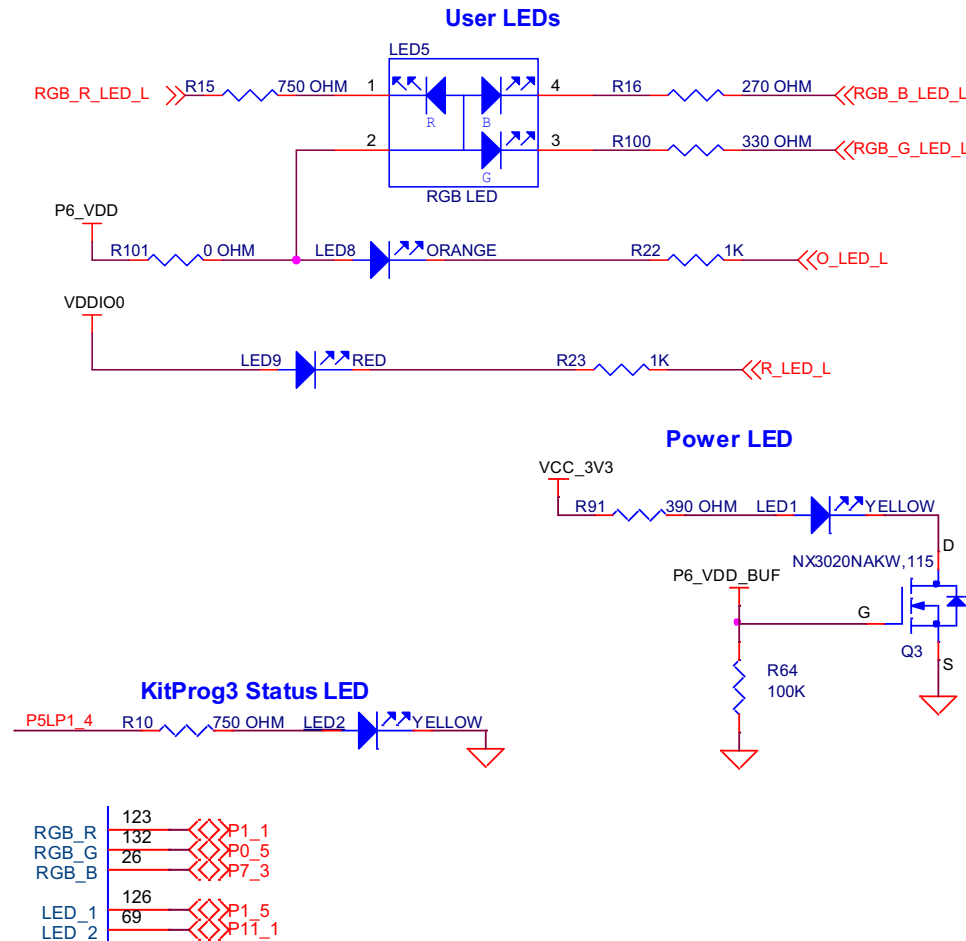 User LEDs
LED5
RGB_R_LED_L R15 750 OHM 1 4 R16 270 OHM RGB_B_LED_L
R B
2 3 R100 330 OHM RGB_G_LED_L
G
RGB LED
P6_VDD
R101 0 OHM LED8 ORANGE R22 1K O_LED_L
VDDIO0
LED9 RED R23 1K R_LED_L
Power LED
VCC_3V3
R91 390 OHM LED1 YELLOW
D
NX3020NAKW,115
P6_VDD_BUF
G
Q3
S
R64
100K
KitProg3 Status LED
P5LP1_4 R10 750 OHM LED2 YELLOW
RGB_R 123 P1_1
RGB_G 132 P0_5
RGB_B 26 P7_3
LED_1 126 P1_5
LED_2 69 P11_1